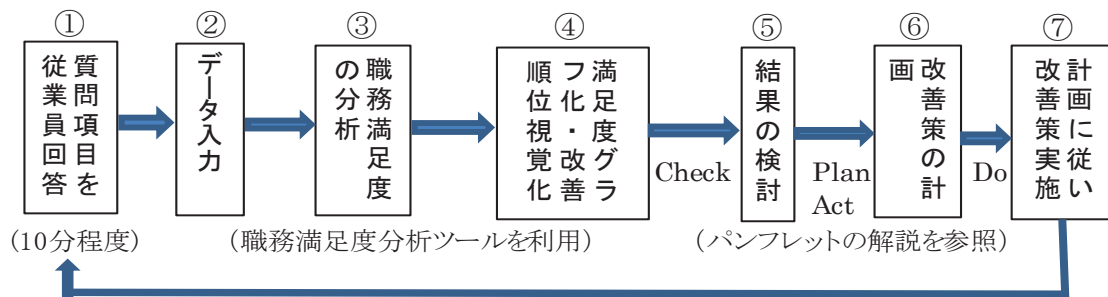 ①
質問項目を
従業員回答
②
データ入力
③
職務満足度
の分析
④
満足度グラ
フ化・改善
順位視覚化
⑤
結果の検討
⑥
改善策の計
画
⑦
計画に従い
改善策実施
Check
Plan
Act
Do
(10分程度)
(職務満足度分析ツールを利用)
(パンフレットの解説を参照)